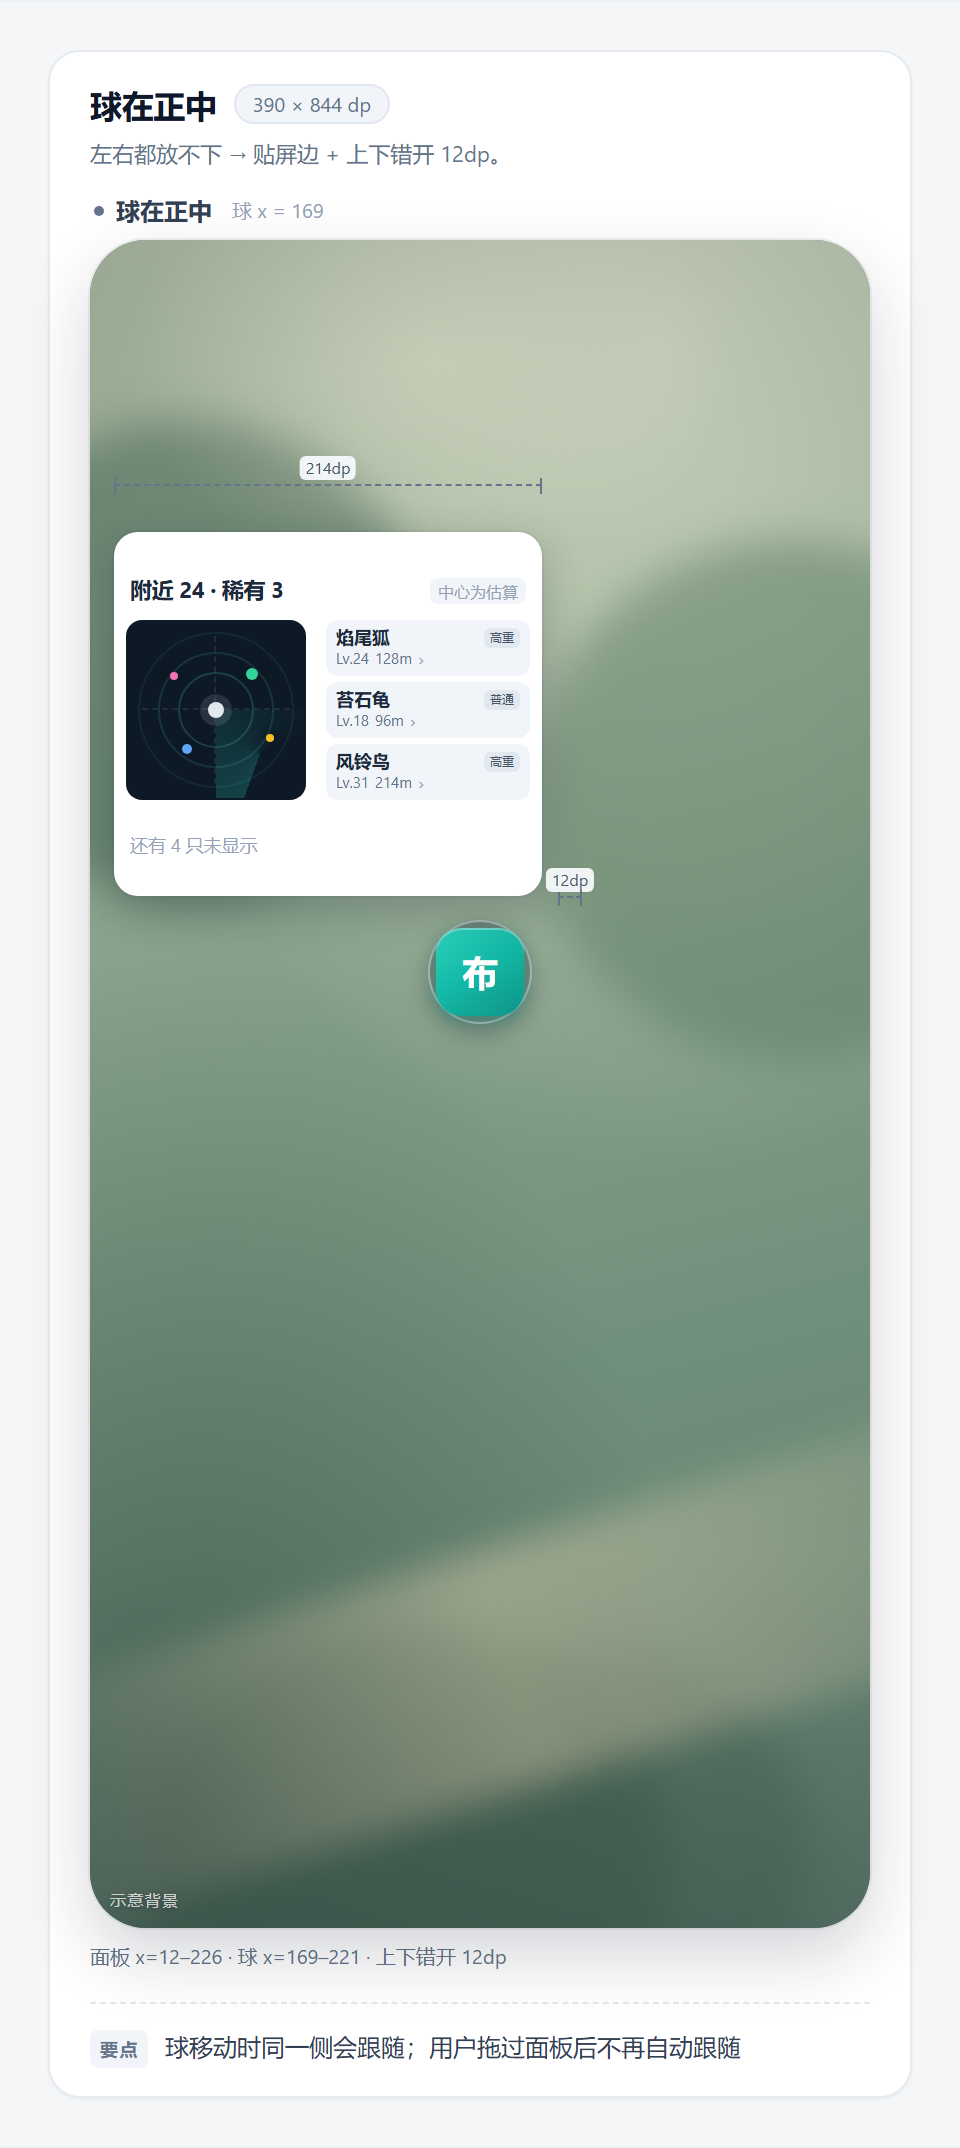 球在正中 390 × 844 dp
左右都放不下 → 贴屏边 + 上下错开 12dp。
球在正中 球 x = 169
214dp
附近 24 · 稀有 3 中心为估算
焰尾狐 高重
Lv.24 128m ›
苔石龟 普通
Lv.18 96m ›
风铃鸟 高重
Lv.31 214m ›
还有 4 只未显示
12dp
布
示意背景
面板 x=12–226 · 球 x=169–221 · 上下错开 12dp
要点 球移动时同一侧会跟随；用户拖过面板后不再自动跟随